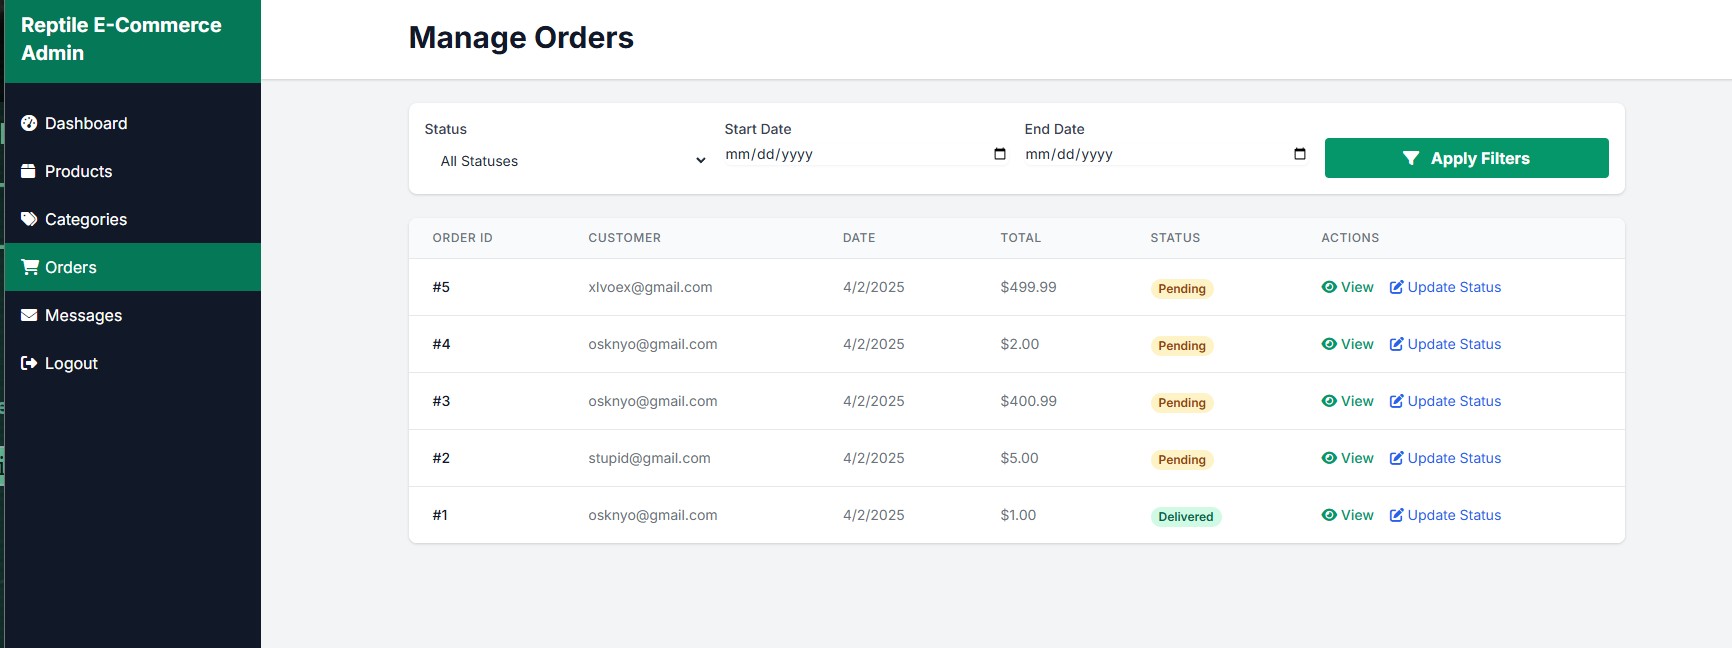 Reptile E-Commerce
Admin
Dashboard
Products
Categories
Orders
Messages
Logout
Manage Orders
Status
Start Date
End Date
All Statuses
mm/dd/yyyy
mm/dd/yyyy
Apply Filters
ORDER ID CUSTOMER DATE TOTAL STATUS ACTIONS
#5 xlvoex@gmail.com 4/2/2025 $499.99 Pending View Update Status
#4 osknyo@gmail.com 4/2/2025 $2.00 Pending View Update Status
#3 osknyo@gmail.com 4/2/2025 $400.99 Pending View Update Status
#2 stupid@gmail.com 4/2/2025 $5.00 Pending View Update Status
#1 osknyo@gmail.com 4/2/2025 $1.00 Delivered View Update Status